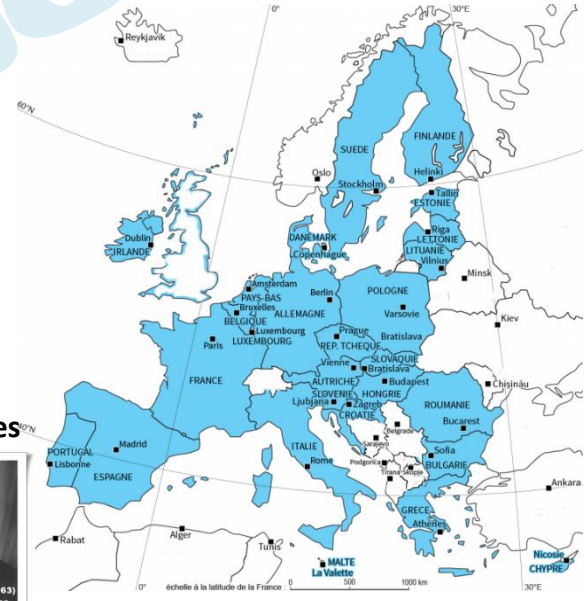 0°
30°E
Reykjavik
60°N
FINLANDE
SUEDE
Oslo
Helinki
Stockholm
Tallin
ESTONIE
Riga
LETTONIE
DANEMARK
Copenhague
LITUANIE
Vilnius
Dublin
IRLANDE
Minsk
Amsterdam
PAYS-BAS
Berlin
POLOGNE
Bruxelles
ALLEMAGNE
Varsovie
BELGIQUE
Kiev
Luxembourg
LUXEMBOURG
Prague
REP. TCHEQUE
Bratislava
Paris
SLOVAQUIE
Vienne
Bratislava
AUTRICHE
Budapest
Chișinău
FRANCE
HONGRIE
SLOVENIE
Ljubjana
Zagreb
CROATIE
ROUMANIE
Belgrade
Bucarest
es
40°N
ITALIE
Sarajevo
Madrid
PORTUGAL
Lisbonne
ESPAGNE
Rome
Podgorica
Sofia
BULGARIE
Tirana
Skopje
Ankara
GRECE
Athènes
Rabat
Alger
Tunis
MALTE
La Valette
Nicosie
CHYPRE
63)
0°
échelle à la latitude de la France :
0
500
1000 km
30°E